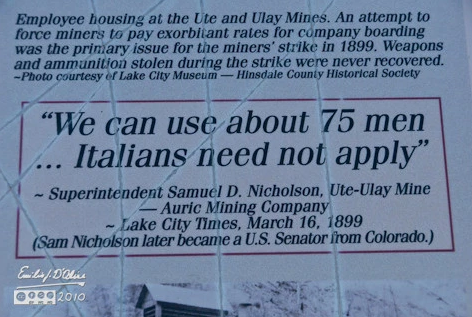 Employee housing at the Ute and Ulay Mines. An attempt to
force miners to pay exorbitant rates for company boarding
was the primary issue for the miners' strike in 1899. Weapons
and ammunition stolen during the strike were never recovered.
~Photo courtesy of Lake City Museum — Hinsdale County Historical Society
"We can use about 75 men
... Italians need not apply"
~ Superintendent Samuel D. Nicholson, Ute-Ulay Mine
— Auric Mining Company
~ Lake City Times, March 16, 1899
(Sam Nicholson later became a U.S. Senator from Colorado.)
2010